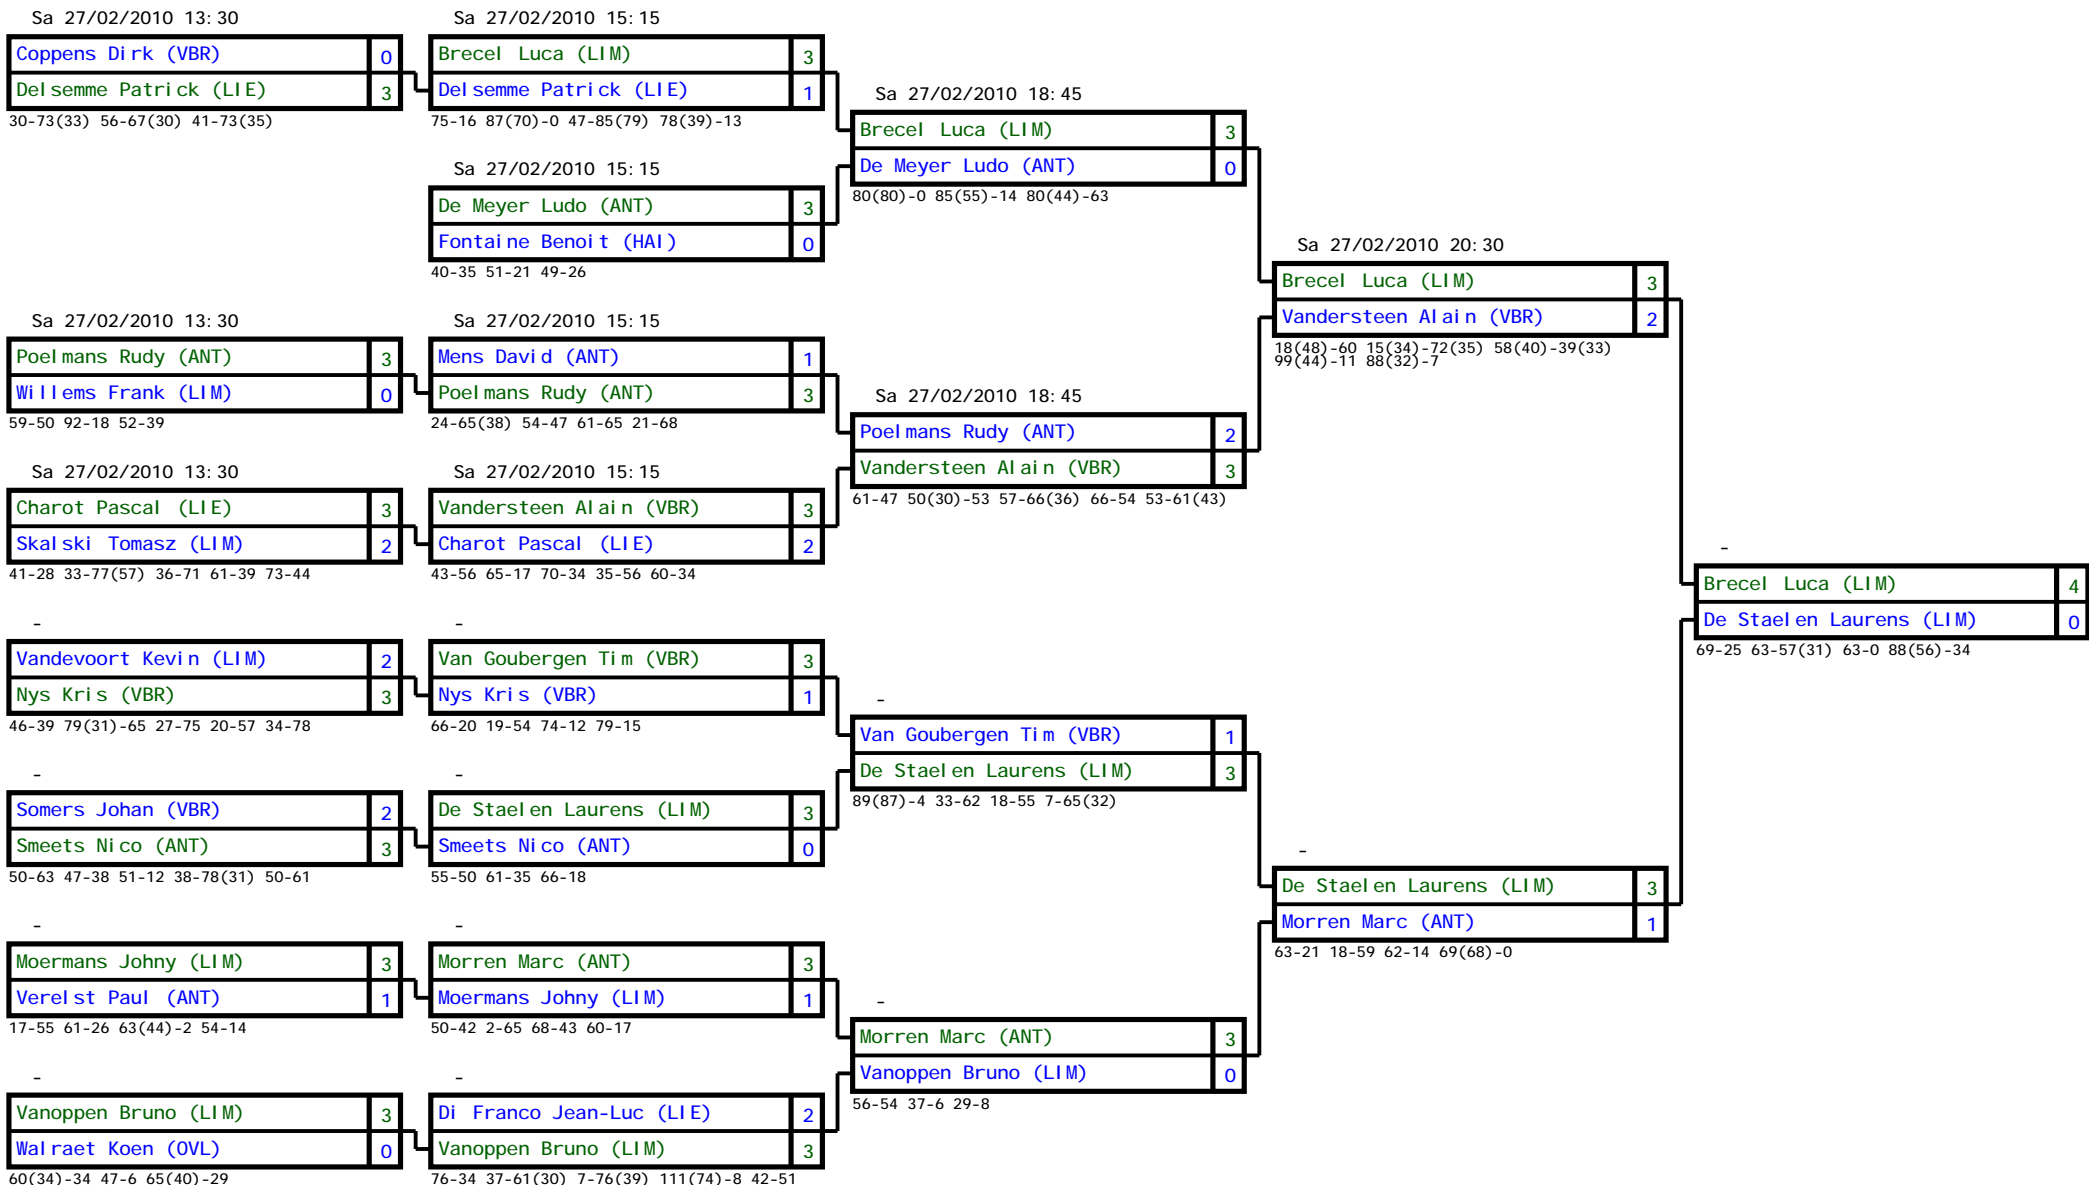 Sa 27/02/2010 13:30
Coppens Dirk (VBR) 0
Delsemme Patrick (LIE) 3
30-73(33) 56-67(30) 41-73(35)
Sa 27/02/2010 13:30
Poelmans Rudy (ANT) 3
Willems Frank (LIM) 0
59-50 92-18 52-39
Sa 27/02/2010 13:30
Charot Pascal (LIE) 3
Skalski Tomasz (LIM) 2
41-28 33-77(57) 36-71 61-39 73-44
-
Vandevoort Kevin (LIM) 2
Nys Kris (VBR) 3
46-39 79(31)-65 27-75 20-57 34-78
-
Somers Johan (VBR) 2
Smeets Nico (ANT) 3
50-63 47-38 51-12 38-78(31) 50-61
-
Moermans Johny (LIM) 3
Verelst Paul (ANT) 1
17-55 61-26 63(44)-2 54-14
-
Vanoppen Bruno (LIM) 3
Walraet Koen (OVL) 0
60(34)-34 47-6 65(40)-29
Sa 27/02/2010 15:15
Brecel Luca (LIM) 3
Delsemme Patrick (LIE) 1
75-16 87(70)-0 47-85(79) 78(39)-13
Sa 27/02/2010 15:15
De Meyer Ludo (ANT) 3
Fontaine Benoit (HAI) 0
40-35 51-21 49-26
Sa 27/02/2010 15:15
Mens David (ANT) 1
Poelmans Rudy (ANT) 3
24-65(38) 54-47 61-65 21-68
Sa 27/02/2010 15:15
Vandersteen Alain (VBR) 3
Charot Pascal (LIE) 2
43-56 65-17 70-34 35-56 60-34
-
Van Goubergen Tim (VBR) 3
Nys Kris (VBR) 1
66-20 19-54 74-12 79-15
-
De Staelen Laurens (LIM) 3
Smeets Nico (ANT) 0
55-50 61-35 66-18
-
Morren Marc (ANT) 3
Moermans Johny (LIM) 1
50-42 2-65 68-43 60-17
-
Di Franco Jean-Luc (LIE) 2
Vanoppen Bruno (LIM) 3
76-34 37-61(30) 7-76(39) 111(74)-8 42-51
Sa 27/02/2010 18:45
Brecel Luca (LIM) 3
De Meyer Ludo (ANT) 0
80(80)-0 85(55)-14 80(44)-63
Sa 27/02/2010 18:45
Poelmans Rudy (ANT) 2
Vandersteen Alain (VBR) 3
61-47 50(30)-53 57-66(36) 66-54 53-61(43)
-
Van Goubergen Tim (VBR) 1
De Staelen Laurens (LIM) 3
89(87)-4 33-62 18-55 7-65(32)
-
Morren Marc (ANT) 3
Vanoppen Bruno (LIM) 0
56-54 37-6 29-8
Sa 27/02/2010 20:30
Brecel Luca (LIM) 3
Vandersteen Alain (VBR) 2
18(48)-60 15(34)-72(35) 58(40)-39(33)
99(44)-11 88(32)-7
-
De Staelen Laurens (LIM) 3
Morren Marc (ANT) 1
63-21 18-59 62-14 69(68)-0
-
Brecel Luca (LIM) 4
De Staelen Laurens (LIM) 0
69-25 63-57(31) 63-0 88(56)-34